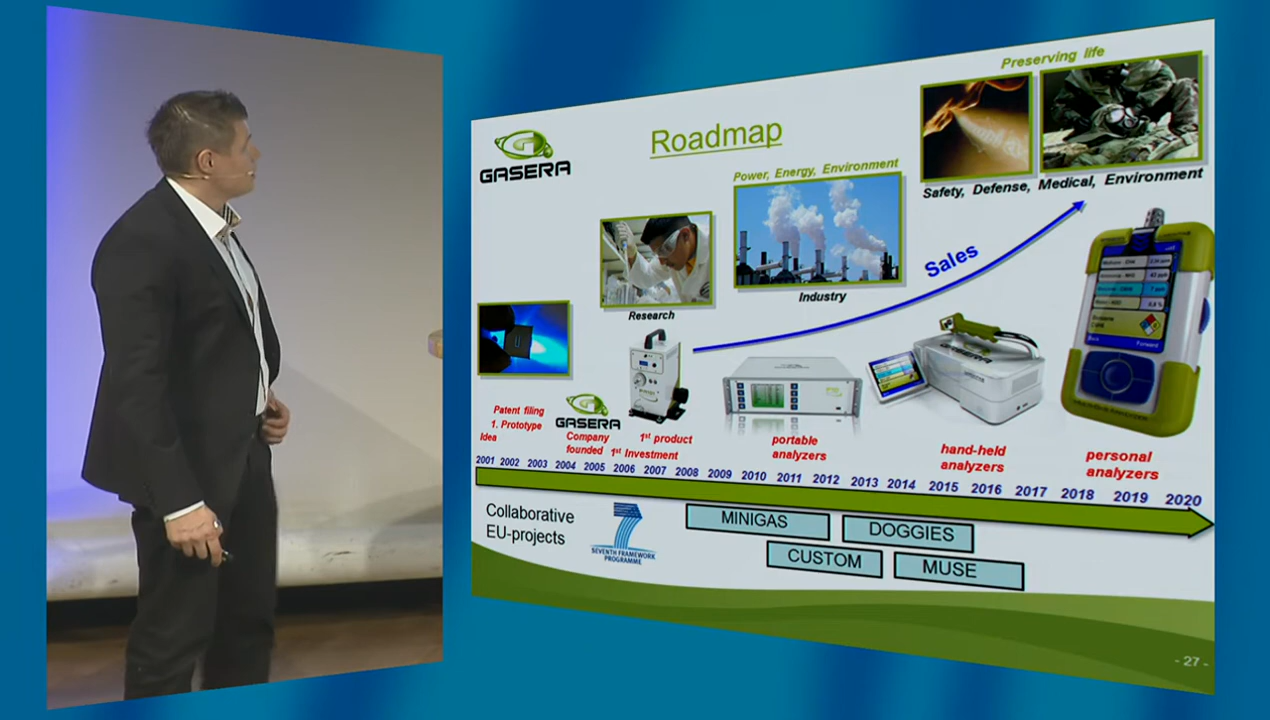 Preserving life
Roadmap
GASERA
Power, Energy, Environment
Safety, Defense, Medical, Environment
Sales
Industry
Research
GASERA
Patent filing
1. Prototype
Idea
GASERA
Company
founded
1st product
1st Investment
portable
analyzers
hand-held
analyzers
personal
analyzers
2001 2002 2003 2004 2005 2006 2007 2008 2009 2010 2011 2012 2013 2014 2015 2016 2017 2018 2019 2020
Collaborative
EU-projects
SEVENTH FRAMEWORK
PROGRAMME
MINIGAS
DOGGIES
CUSTOM
MUSE
Back
Forward
- 27 -